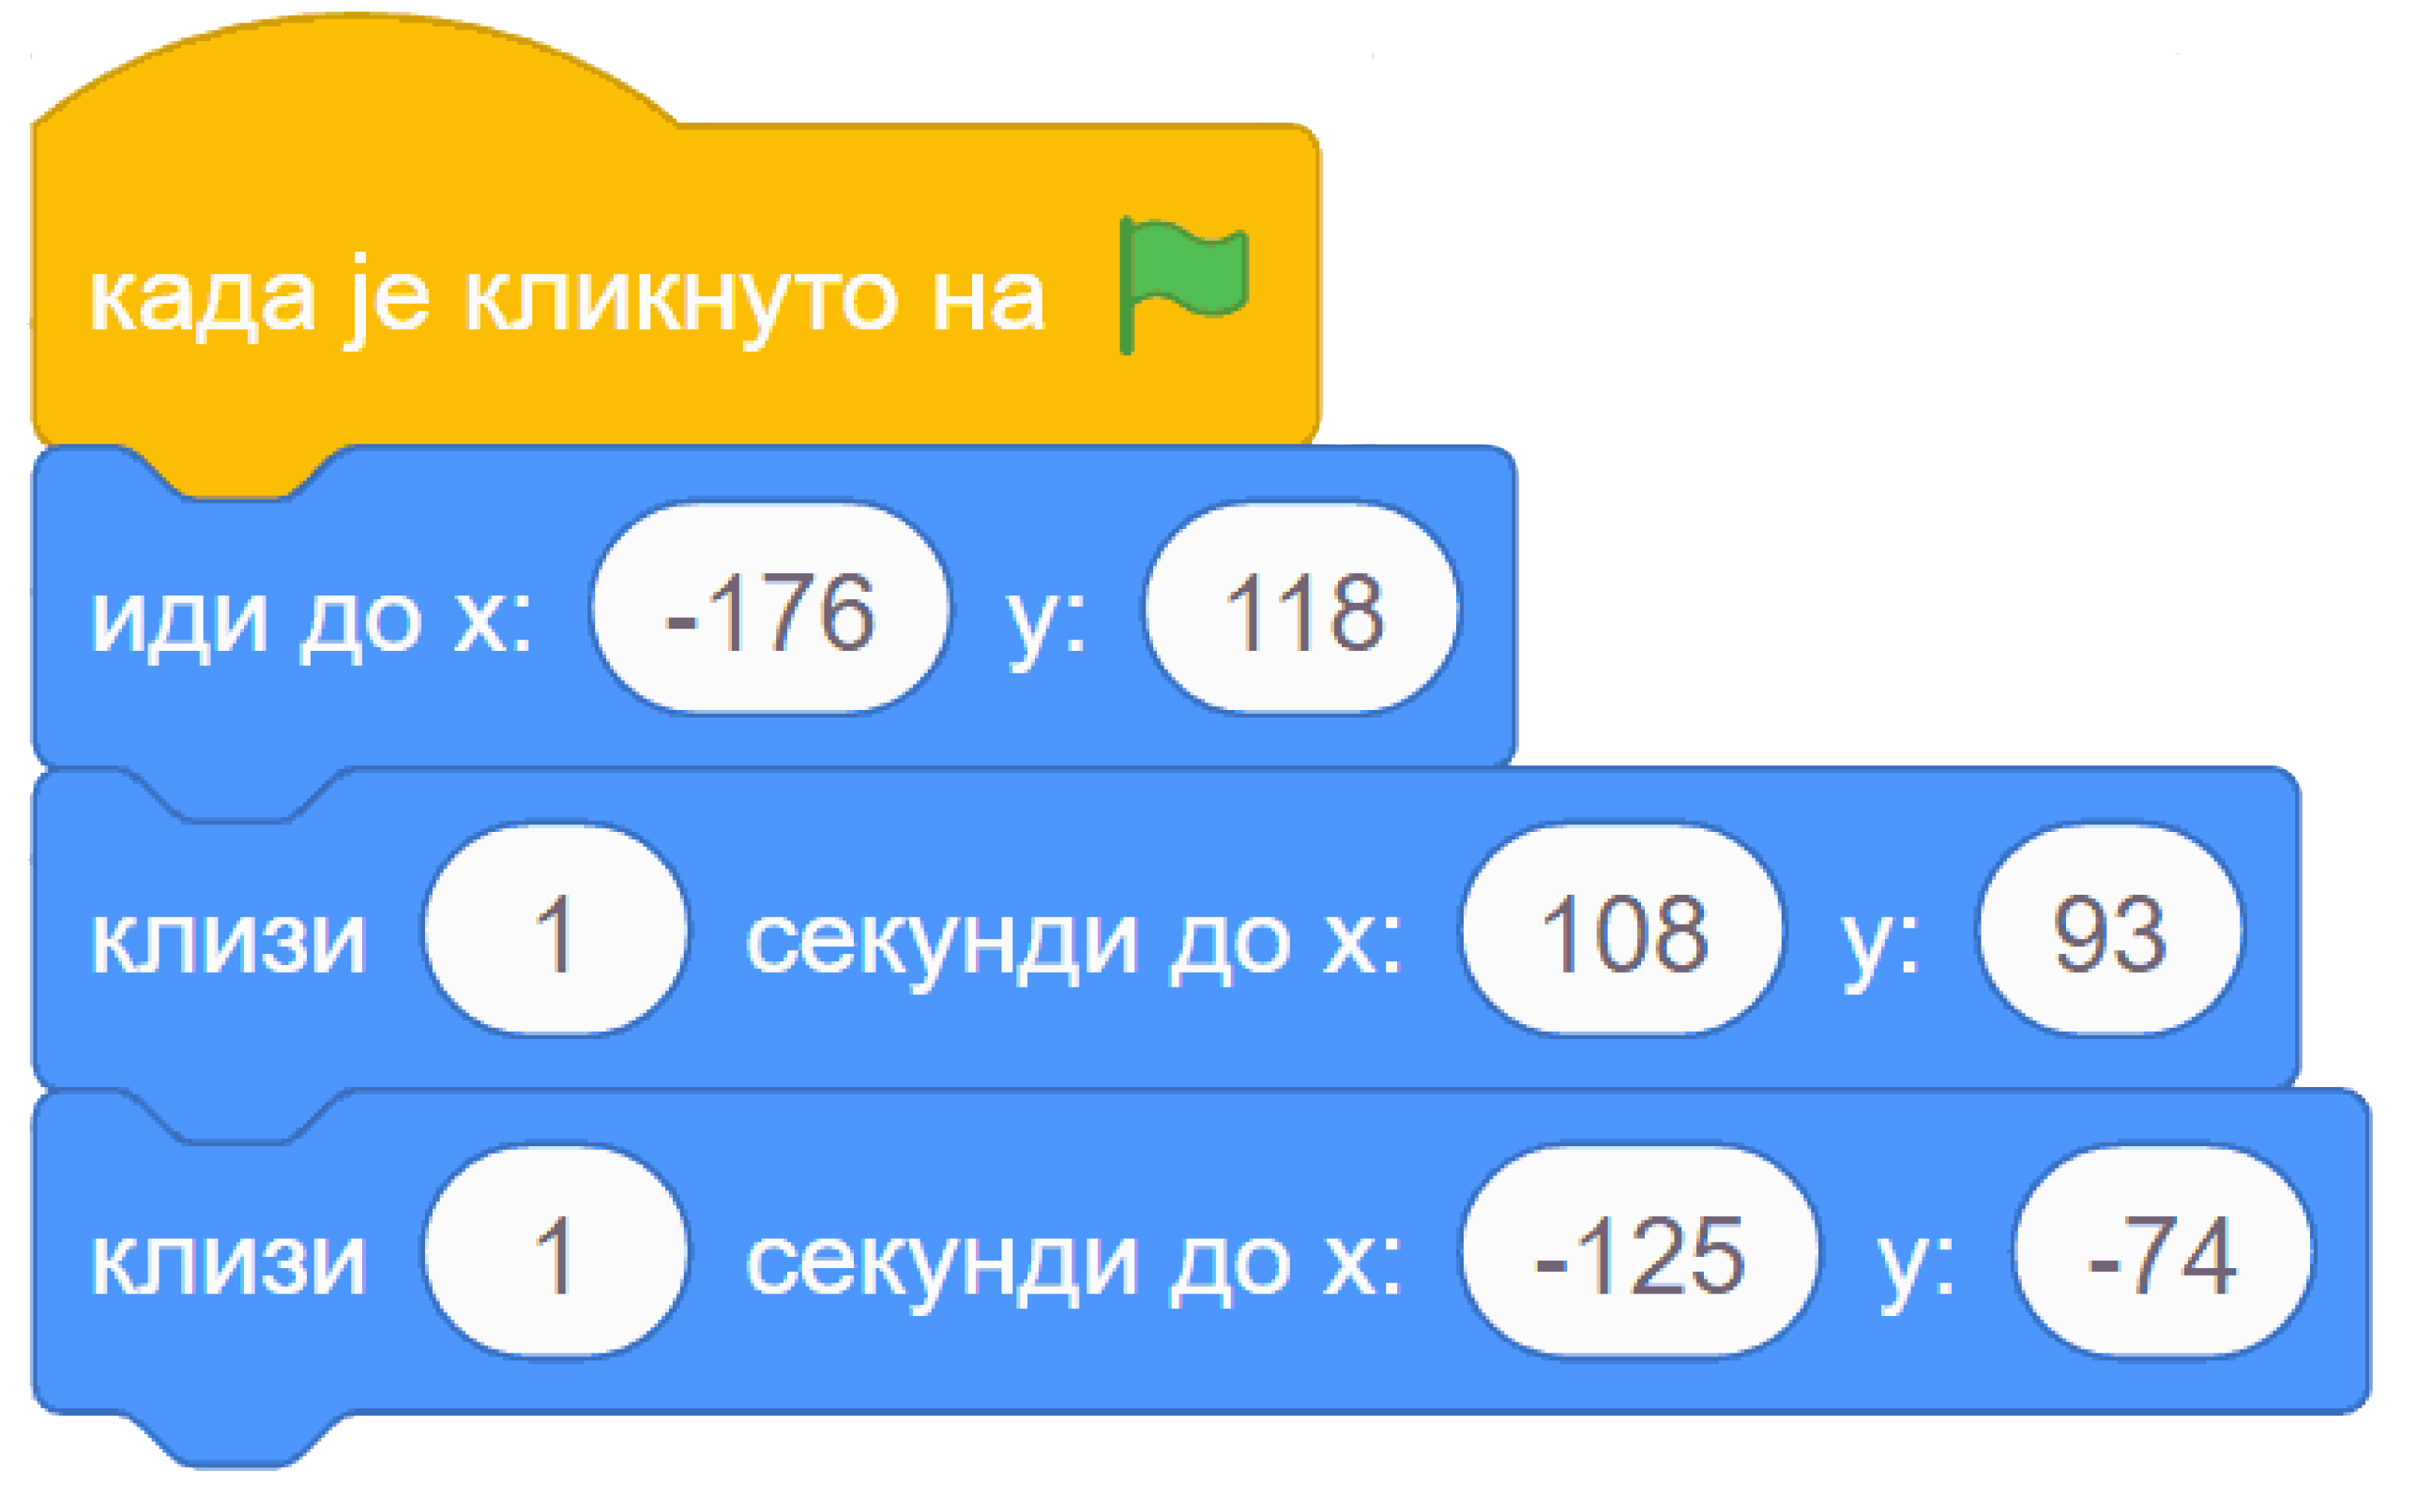 када је кликнуто на
иди до x: -176 y: 118
клизи 1 секунди до x: 108 y: 93
клизи 1 секунди до x: -125 y: -74